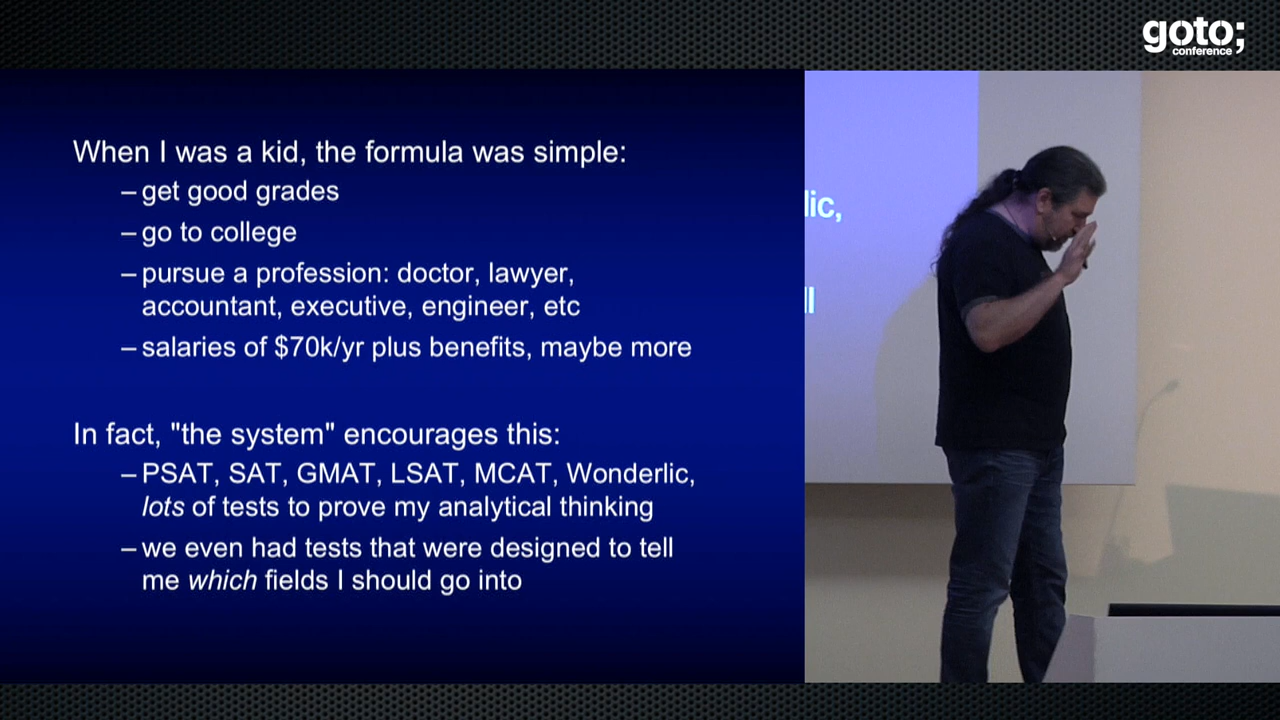 goto;
conference
When I was a kid, the formula was simple:
– get good grades
– go to college
– pursue a profession: doctor, lawyer,
accountant, executive, engineer, etc
– salaries of $70k/yr plus benefits, maybe more
In fact, "the system" encourages this:
– PSAT, SAT, GMAT, LSAT, MCAT, Wonderlic,
lots of tests to prove my analytical thinking
– we even had tests that were designed to tell
me which fields I should go into
lic,
ll